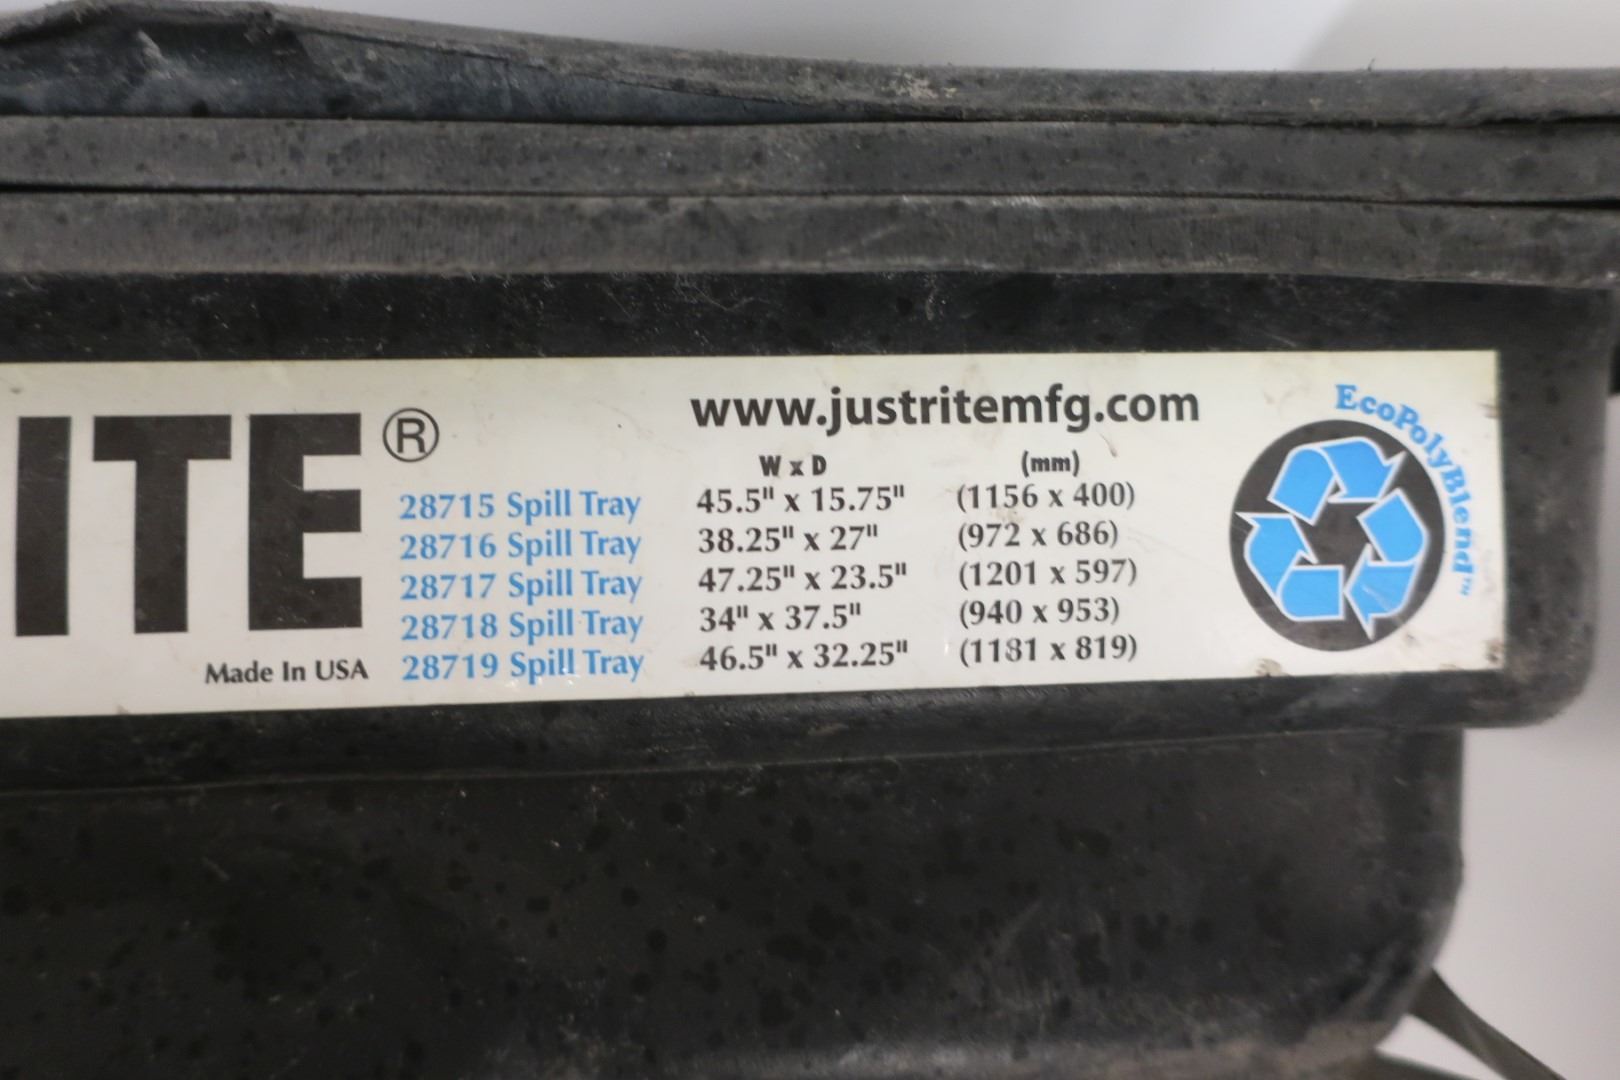 ITE®
Made In USA
www.justritemfg.com
W x D (mm)
28715 Spill Tray 45.5" x 15.75" (1156 x 400)
28716 Spill Tray 38.25" x 27" (972 x 686)
28717 Spill Tray 47.25" x 23.5" (1201 x 597)
28718 Spill Tray 34" x 37.5" (940 x 953)
28719 Spill Tray 46.5" x 32.25" (1181 x 819)
EcoPolyBlend™